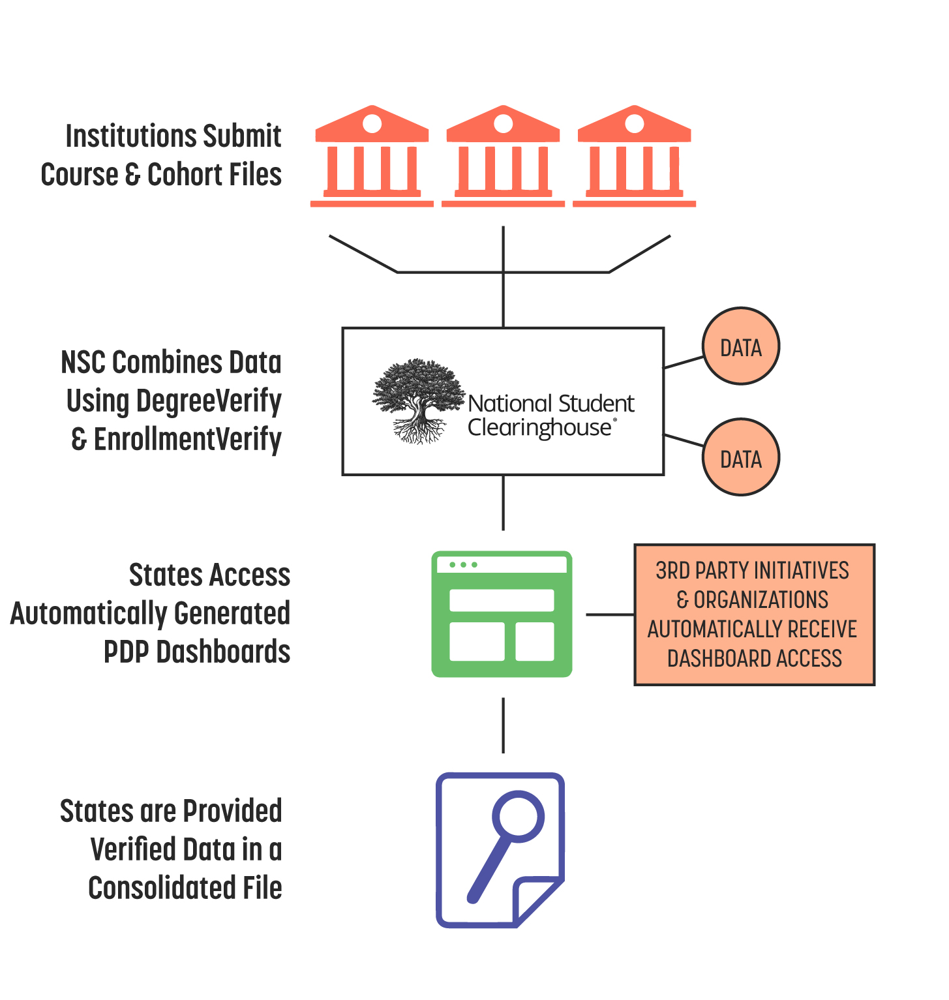 Institutions Submit
Course & Cohort Files
NSC Combines Data
Using DegreeVerify
& EnrollmentVerify
National Student
Clearinghouse®
DATA
DATA
States Access
Automatically Generated
PDP Dashboards
3RD PARTY INITIATIVES
& ORGANIZATIONS
AUTOMATICALLY RECEIVE
DASHBOARD ACCESS
States are Provided
Verified Data in a
Consolidated File